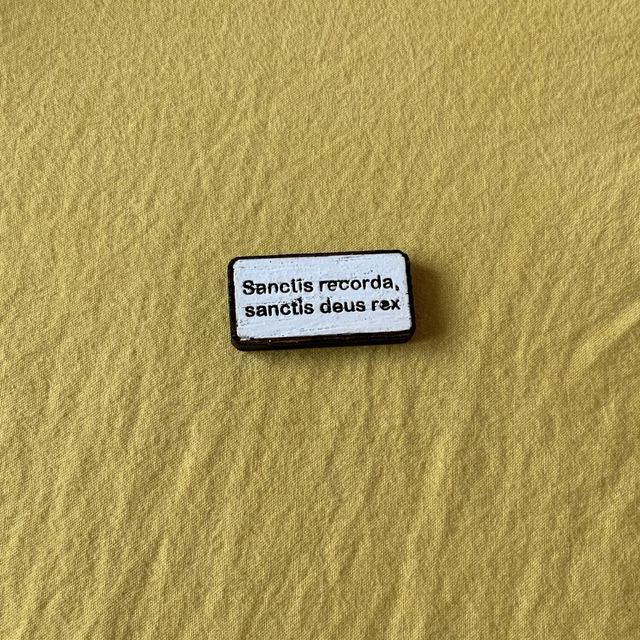 Sanctis recorda,
sanctis deus rex